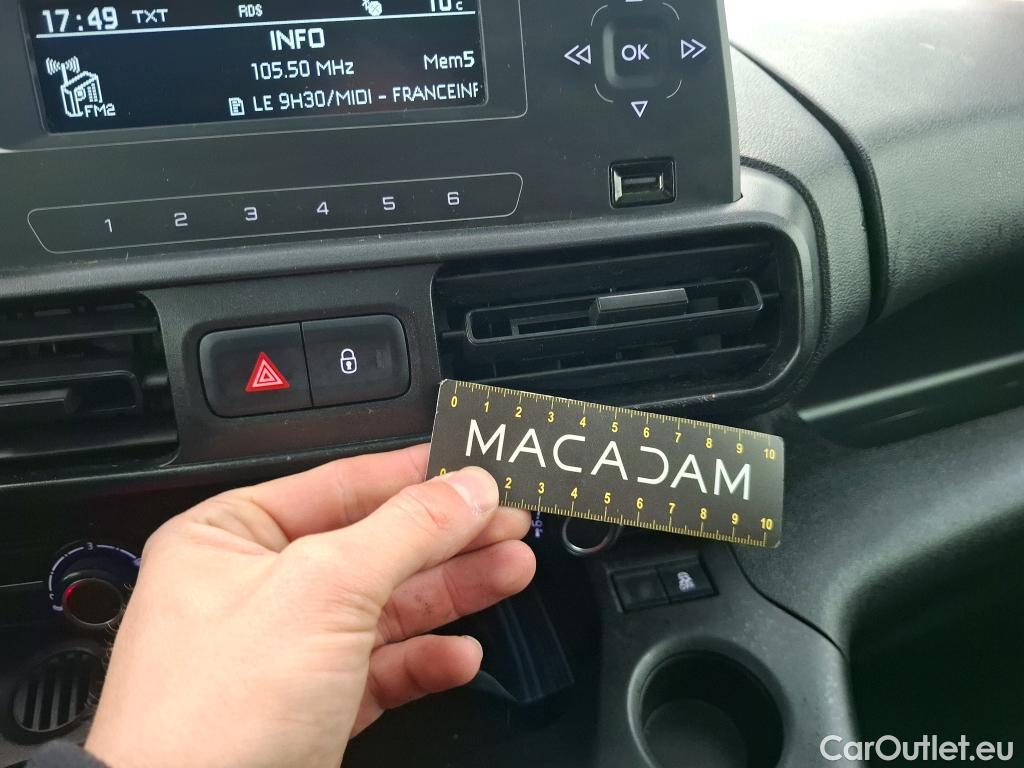 17:49 TXT RDS
INFO
105.50 MHz Mem5
FM2 LE 9H30/MIDI - FRANCEINF
OK
1 2 3 4 5 6
0 1 2 3 4 5 6 7 8 9 10
MACADAM
0 2 3 4 5 6 7 8 9 10
3
CarOutlet.eu